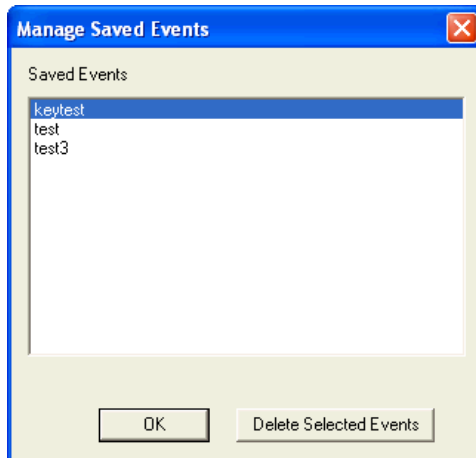 Manage Saved Events
Saved Events
keytest
test
test3
OK
Delete Selected Events